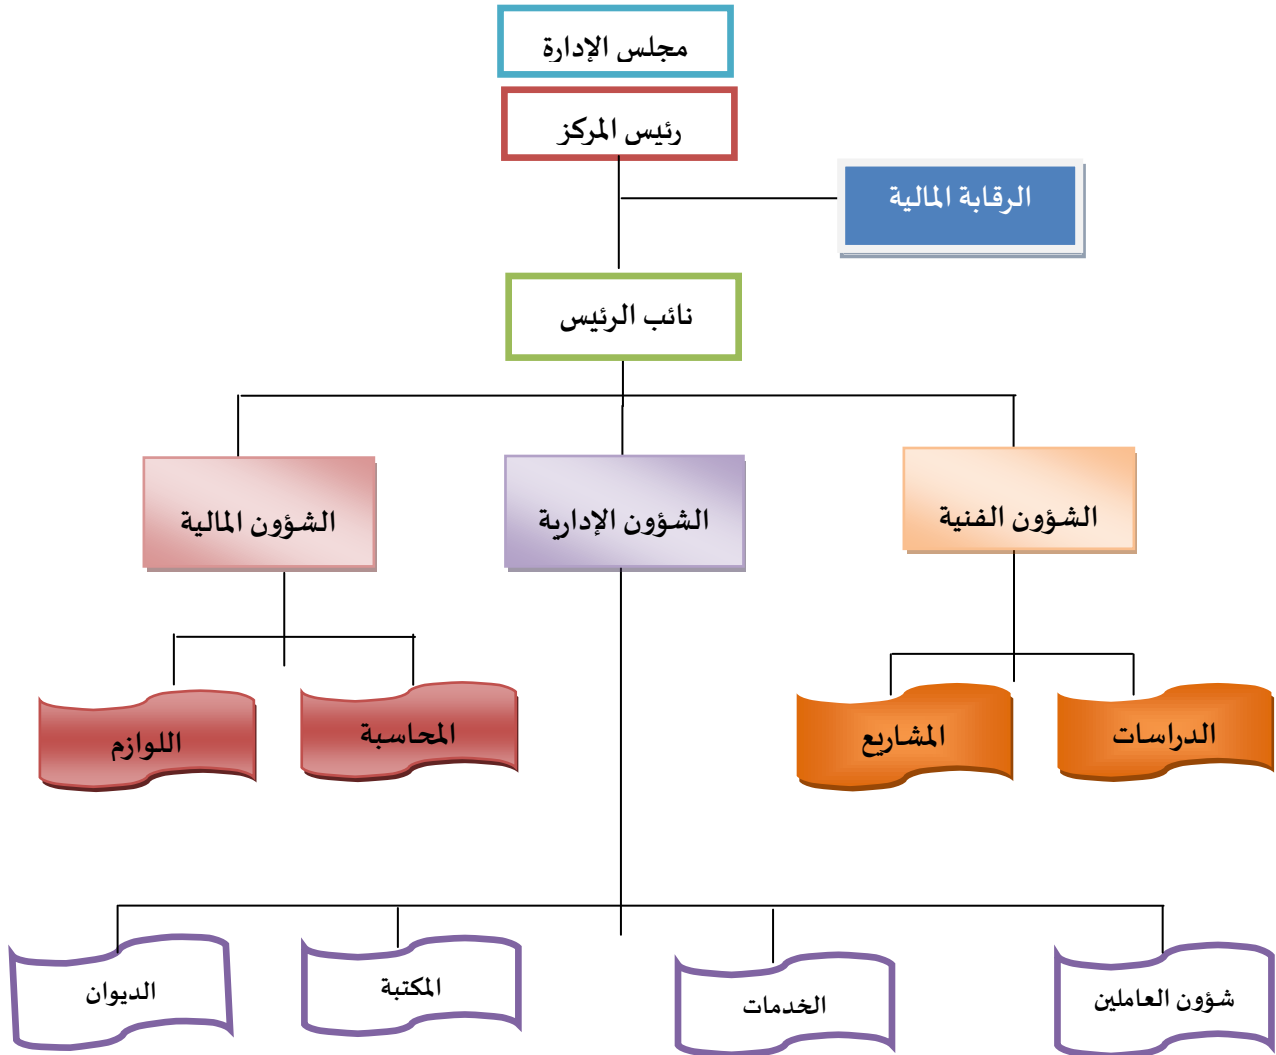 مجلس الإدارة
رئيس المركز
الرقابة المالية
نائب الرئيس
الشؤون الفنية
الشؤون الإدارية
الشؤون المالية
الدراسات
المشاريع
المحاسبة
اللوازم
شؤون العاملين
الخدمات
المكتبة
الديوان